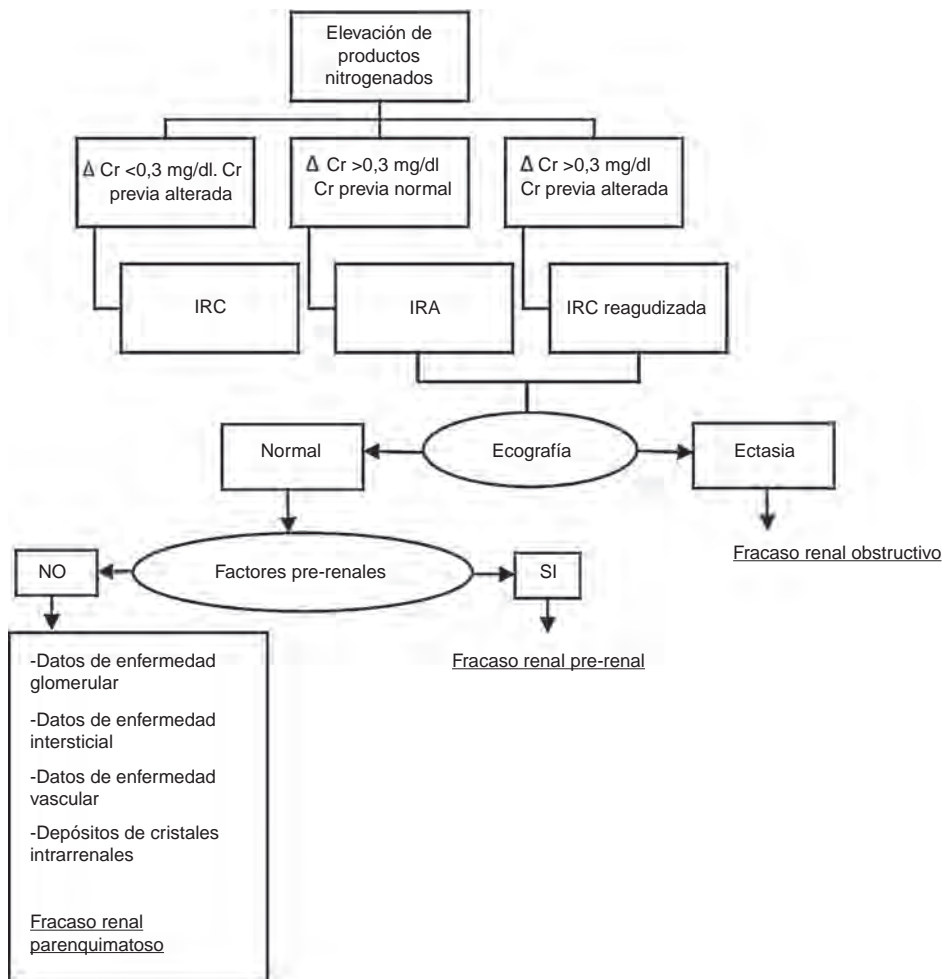 Elevación de
productos
nitrogenados
Δ Cr <0,3 mg/dl. Cr
previa alterada
Δ Cr >0,3 mg/dl
Cr previa normal
Δ Cr >0,3 mg/dl
Cr previa alterada
IRC
IRA
IRC reagudizada
Normal
Ecografía
Ectasia
Fracaso renal obstructivo
NO
Factores pre-renales
SI
Fracaso renal pre-renal
-Datos de enfermedad
glomerular
-Datos de enfermedad
intersticial
-Datos de enfermedad
vascular
-Depósitos de cristales
intrarrenales
Fracaso renal
parenquimatoso